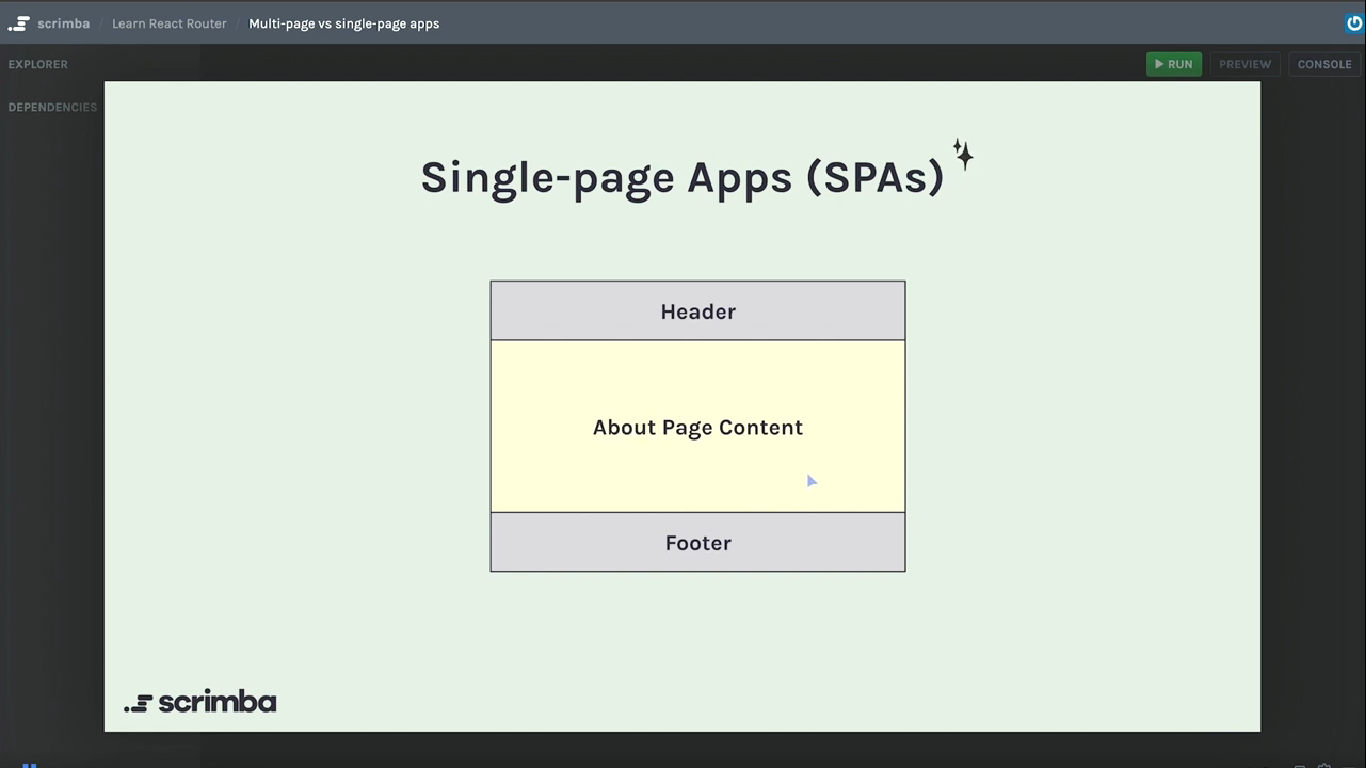 scrimba / Learn React Router / Multi-page vs single-page apps
EXPLORER
RUN PREVIEW CONSOLE
DEPENDENCIES
Single-page Apps (SPAs)
Header
About Page Content
Footer
scrimba